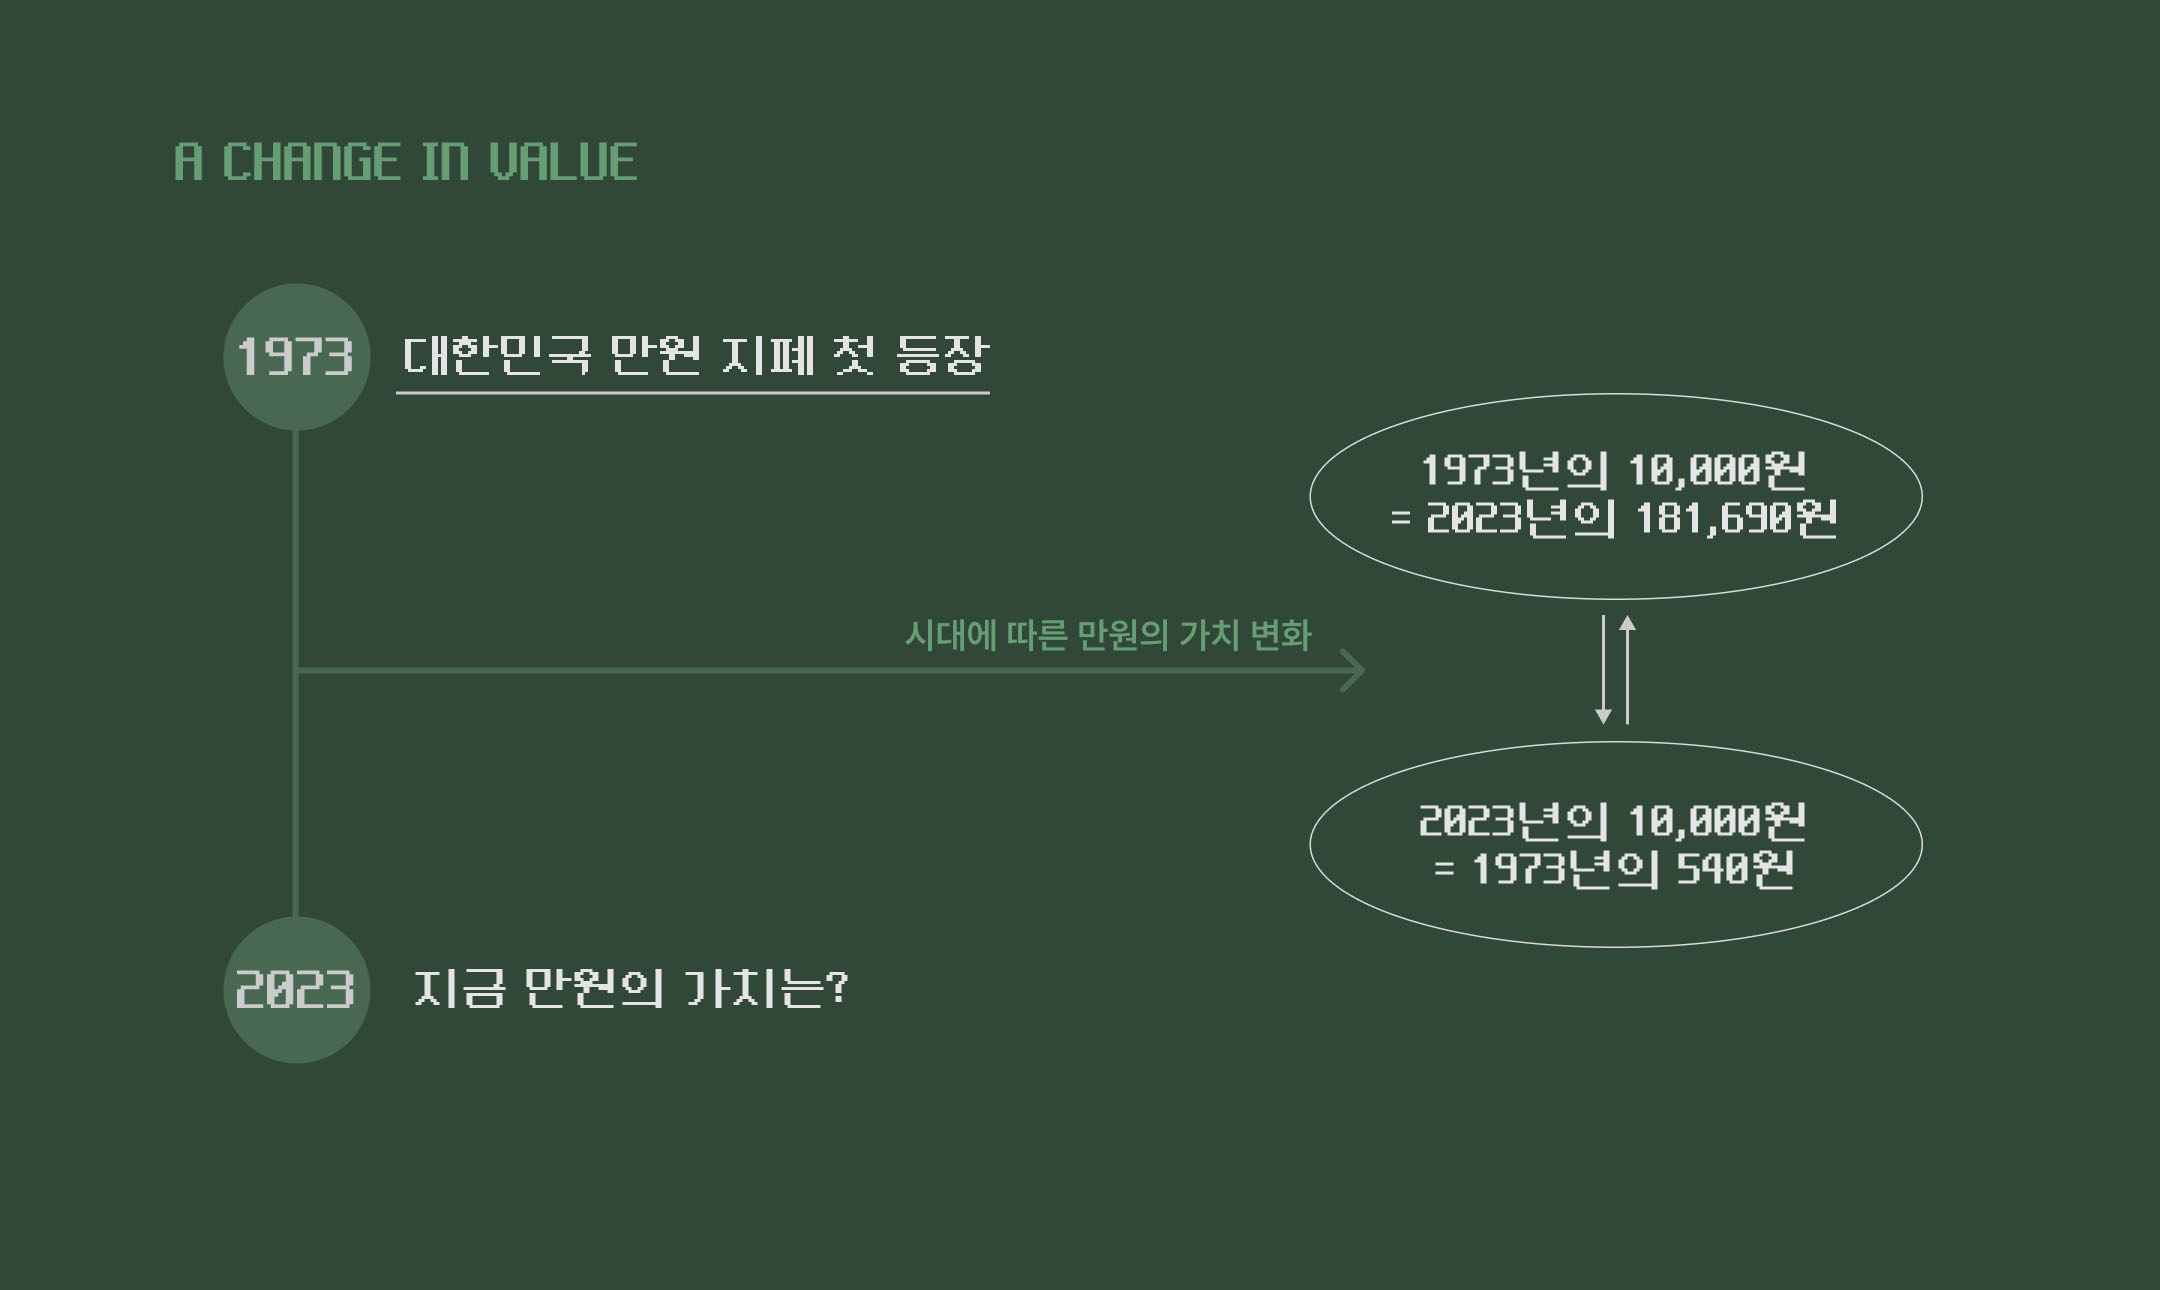 A CHANGE IN VALUE
1973
대한민국 만원 지폐 첫 등장
1973년의 10,000원
= 2023년의 181,690원
시대에 따른 만원의 가치 변화
2023년의 10,000원
= 1973년의 540원
2023
지금 만원의 가치는?